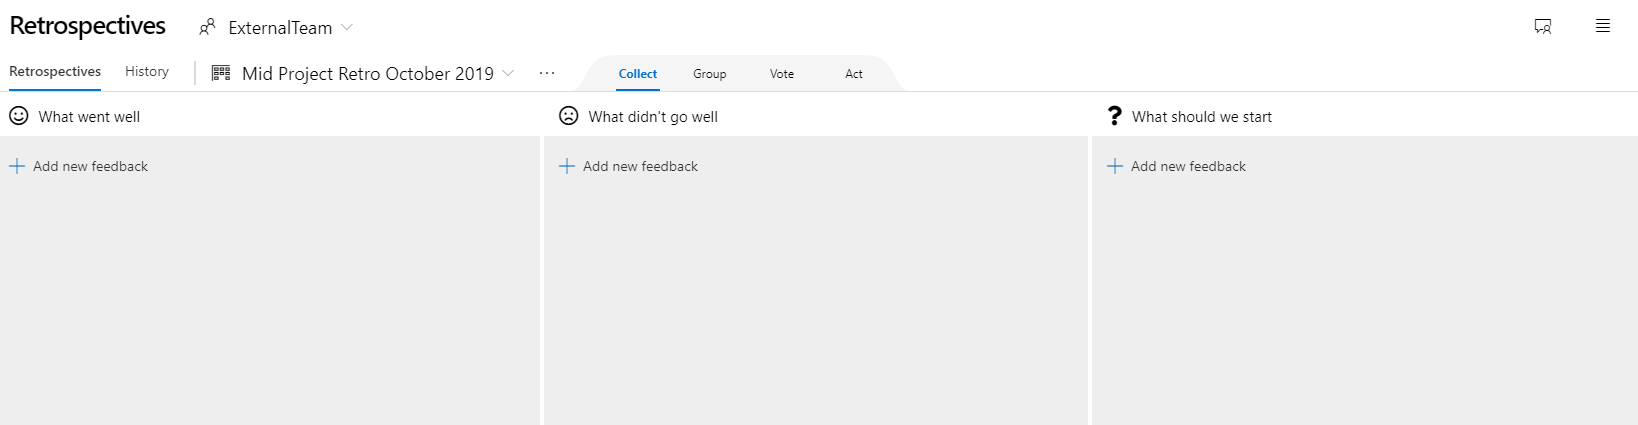 Retrospectives ExternalTeam
Retrospectives History Mid Project Retro October 2019 ... Collect Group Vote Act
What went well What didn't go well ? What should we start
+ Add new feedback + Add new feedback + Add new feedback